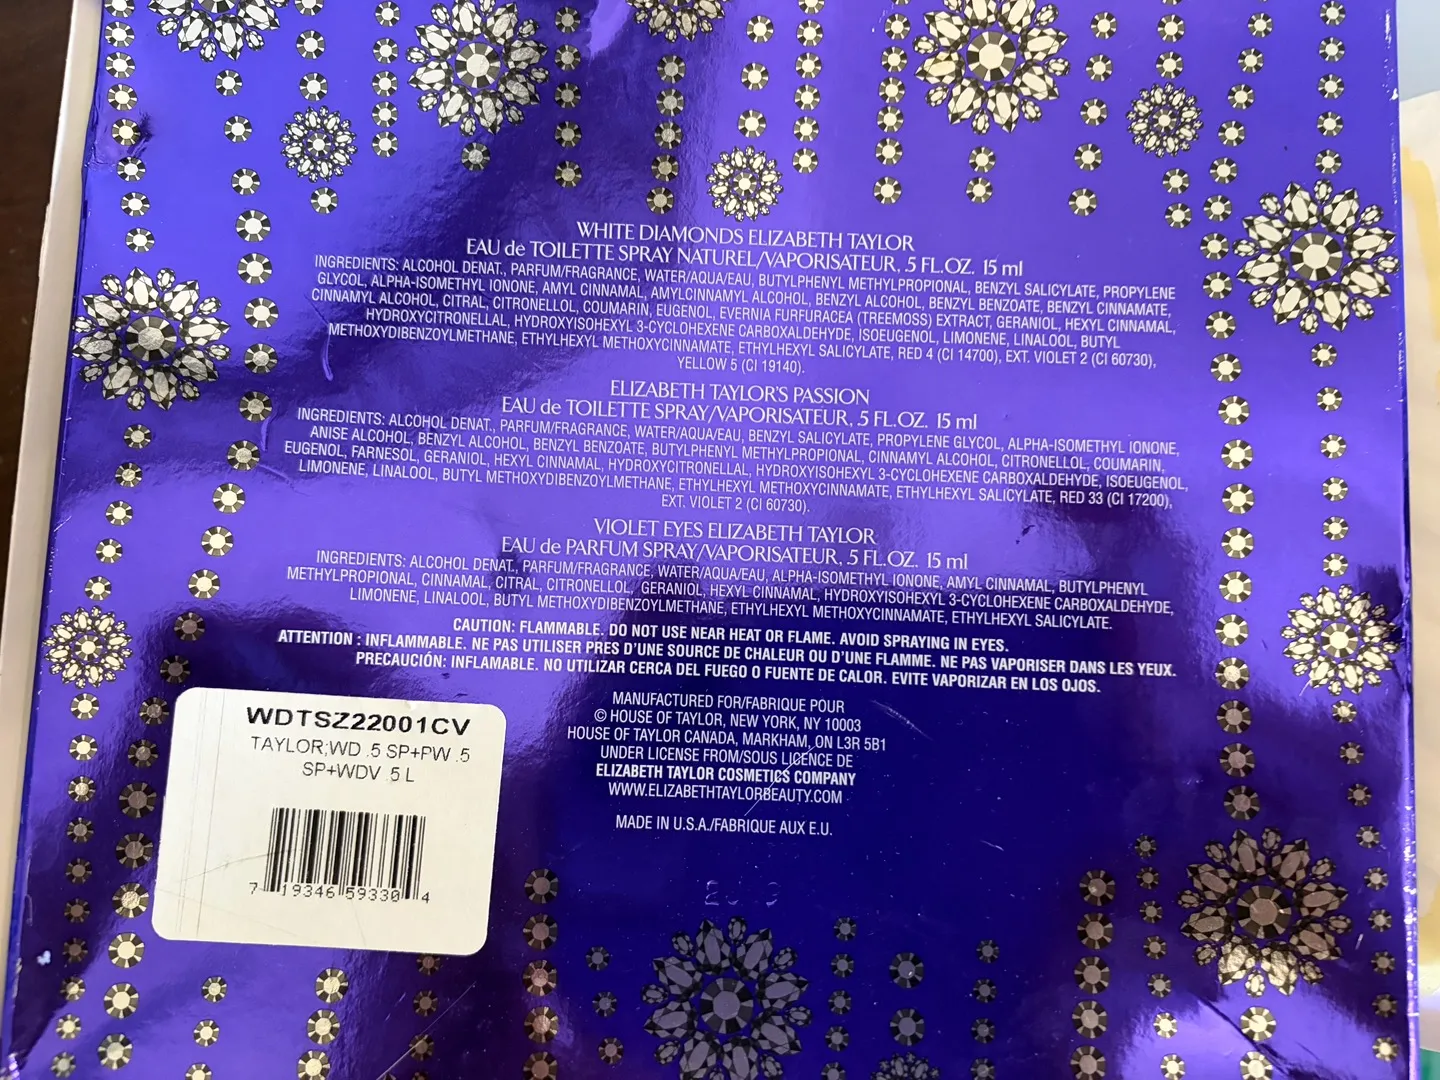 WHITE DIAMONDS ELIZABETH TAYLOR
EAU de TOILETTE SPRAY NATUREL/VAPORISATEUR, .5 FL.OZ. 15 ml
INGREDIENTS: ALCOHOL DENAT., PARFUM/FRAGRANCE, WATER/AQUA/EAU, BUTYLPHENYL METHYLPROPIONAL, BENZYL SALICYLATE, PROPYLENE
GLYCOL, ALPHA-ISOMETHYL IONONE, AMYL CINNAMAL, AMYLCINNAMYL ALCOHOL, BENZYL ALCOHOL, BENZYL BENZOATE, BENZYL CINNAMATE,
CINNAMYL ALCOHOL, CITRAL, CITRONELLOL, COUMARIN, EUGENOL, EVERNIA FURFURACEA (TREEMOSS) EXTRACT, GERANIOL, HEXYL CINNAMAL,
HYDROXYCITRONELLAL, HYDROXYISOHEXYL 3-CYCLOHEXENE CARBOXALDEHYDE, ISOEUGENOL, LIMONENE, LINALOOL, BUTYL
METHOXYDIBENZOYLMETHANE, ETHYLHEXYL METHOXYCINNAMATE, ETHYLHEXYL SALICYLATE, RED 4 (CI 14700), EXT. VIOLET 2 (CI 60730),
YELLOW 5 (CI 19140).
ELIZABETH TAYLOR'S PASSION
EAU de TOILETTE SPRAY/VAPORISATEUR, .5 FL.OZ. 15 ml
INGREDIENTS: ALCOHOL DENAT., PARFUM/FRAGRANCE, WATER/AQUA/EAU, BENZYL SALICYLATE, PROPYLENE GLYCOL, ALPHA-ISOMETHYL IONONE,
ANISE ALCOHOL, BENZYL ALCOHOL, BENZYL BENZOATE, BUTYLPHENYL METHYLPROPIONAL, CINNAMYL ALCOHOL, CITRONELLOL, COUMARIN,
EUGENOL, FARNESOL, GERANIOL, HEXYL CINNAMAL, HYDROXYCITRONELLAL, HYDROXYISOHEXYL 3-CYCLOHEXENE CARBOXALDEHYDE, ISOEUGENOL,
LIMONENE, LINALOOL, BUTYL METHOXYDIBENZOYLMETHANE, ETHYLHEXYL METHOXYCINNAMATE, ETHYLHEXYL SALICYLATE, RED 33 (CI 17200),
EXT. VIOLET 2 (CI 60730).
VIOLET EYES ELIZABETH TAYLOR
EAU de PARFUM SPRAY/VAPORISATEUR, .5 FL.OZ. 15 ml
INGREDIENTS: ALCOHOL DENAT., PARFUM/FRAGRANCE, WATER/AQUA/EAU, ALPHA-ISOMETHYL IONONE, AMYL CINNAMAL, BUTYLPHENYL
METHYLPROPIONAL, CINNAMAL, CITRAL, CITRONELLOL, GERANIOL, HEXYL CINNAMAL, HYDROXYISOHEXYL 3-CYCLOHEXENE CARBOXALDEHYDE,
LIMONENE, LINALOOL, BUTYL METHOXYDIBENZOYLMETHANE, ETHYLHEXYL METHOXYCINNAMATE, ETHYLHEXYL SALICYLATE.
CAUTION: FLAMMABLE. DO NOT USE NEAR HEAT OR FLAME. AVOID SPRAYING IN EYES.
ATTENTION : INFLAMMABLE. NE PAS UTILISER PRES D'UNE SOURCE DE CHALEUR OU D'UNE FLAMME. NE PAS VAPORISER DANS LES YEUX.
PRECAUCIÓN: INFLAMABLE. NO UTILIZAR CERCA DEL FUEGO O FUENTE DE CALOR. EVITE VAPORIZAR EN LOS OJOS.
MANUFACTURED FOR/FABRIQUE POUR
© HOUSE OF TAYLOR, NEW YORK, NY 10003
HOUSE OF TAYLOR CANADA, MARKHAM, ON L3R 5B1
UNDER LICENSE FROM/SOUS LICENCE DE
ELIZABETH TAYLOR COSMETICS COMPANY
WWW.ELIZABETHTAYLORBEAUTY.COM
MADE IN U.S.A./FABRIQUE AUX E.U.
WDTSZ22001CV
TAYLOR;WD .5 SP+PW .5
SP+WDV .5 L
7 19346 59330 4